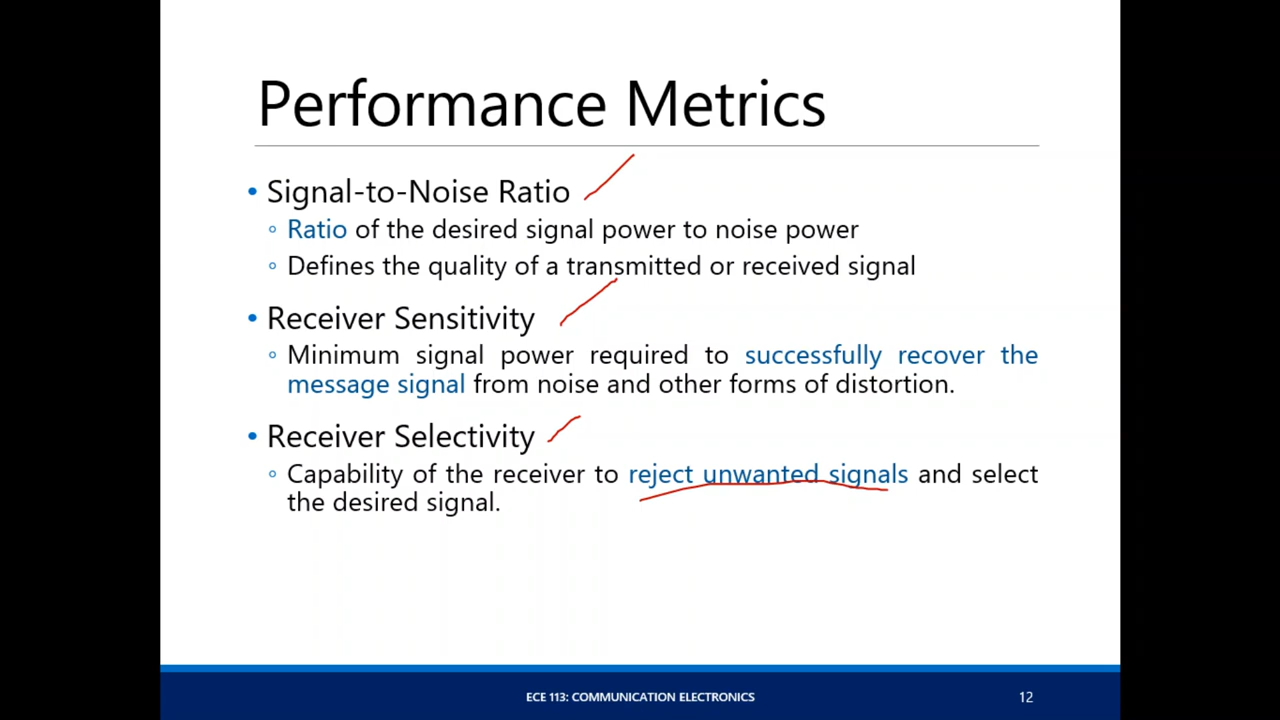 Performance Metrics
• Signal-to-Noise Ratio
◦ Ratio of the desired signal power to noise power
◦ Defines the quality of a transmitted or received signal
• Receiver Sensitivity
◦ Minimum signal power required to successfully recover the
message signal from noise and other forms of distortion.
• Receiver Selectivity
◦ Capability of the receiver to reject unwanted signals and select
the desired signal.
ECE 113: COMMUNICATION ELECTRONICS
12